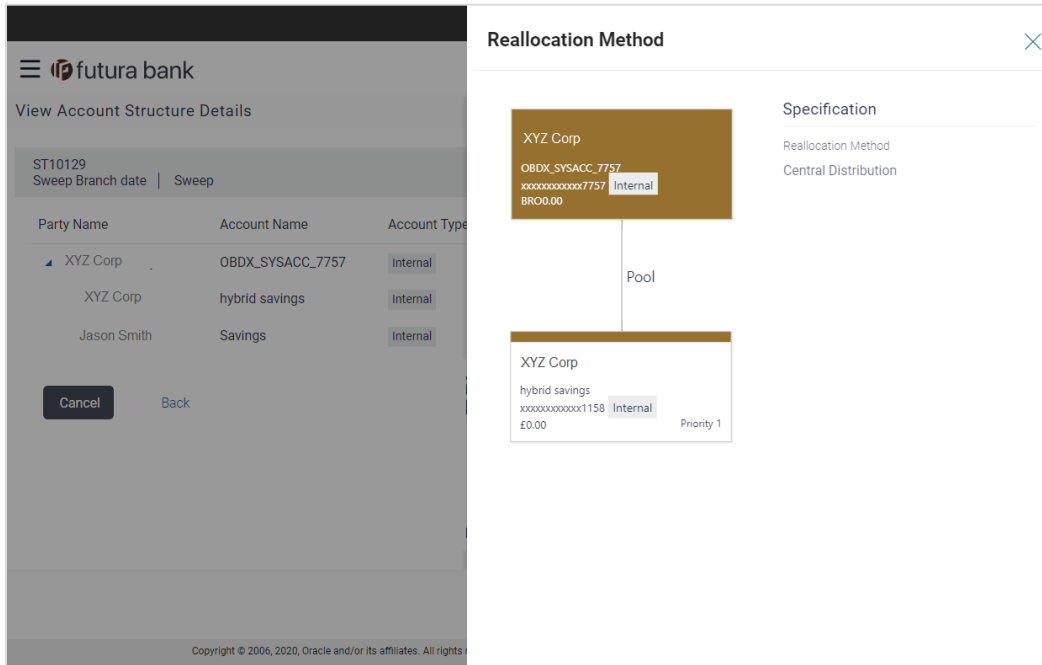 futura bank
View Account Structure Details
ST10129
Sweep Branch date | Sweep
Party Name Account Name Account Type
XYZ Corp OBDX_SYSACC_7757 Internal
XYZ Corp hybrid savings Internal
Jason Smith Savings Internal
Cancel Back
Copyright © 2006, 2020, Oracle and/or its affiliates. All rights
Reallocation Method
XYZ Corp
OBDX_SYSACC_7757
xxxxxxxxxxxx7757 Internal
BRO0.00
Pool
XYZ Corp
hybrid savings
xxxxxxxxxxxx1158 Internal
£0.00 Priority 1
Specification
Reallocation Method
Central Distribution